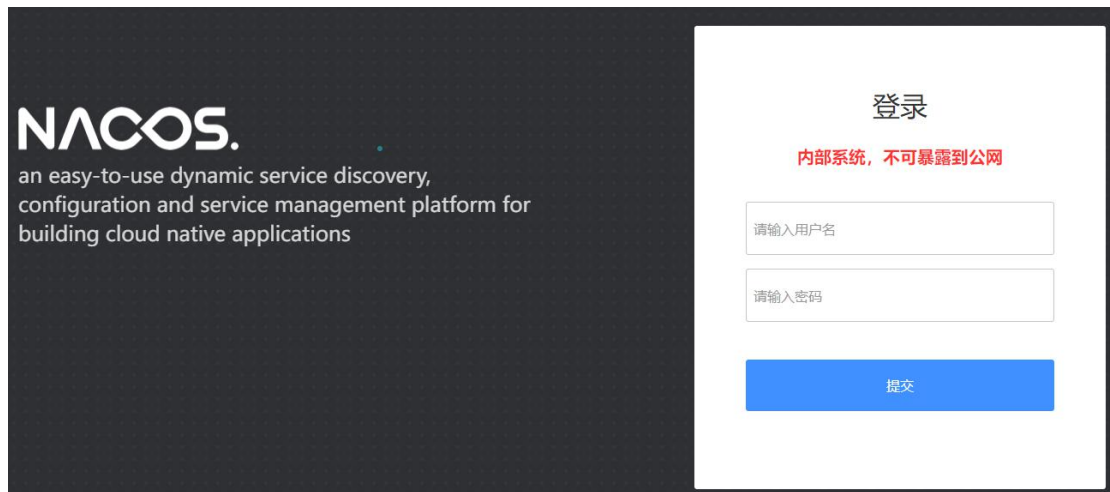 NACOS.
an easy-to-use dynamic service discovery,
configuration and service management platform for
building cloud native applications
登录
内部系统，不可暴露到公网
请输入用户名
请输入密码
提交